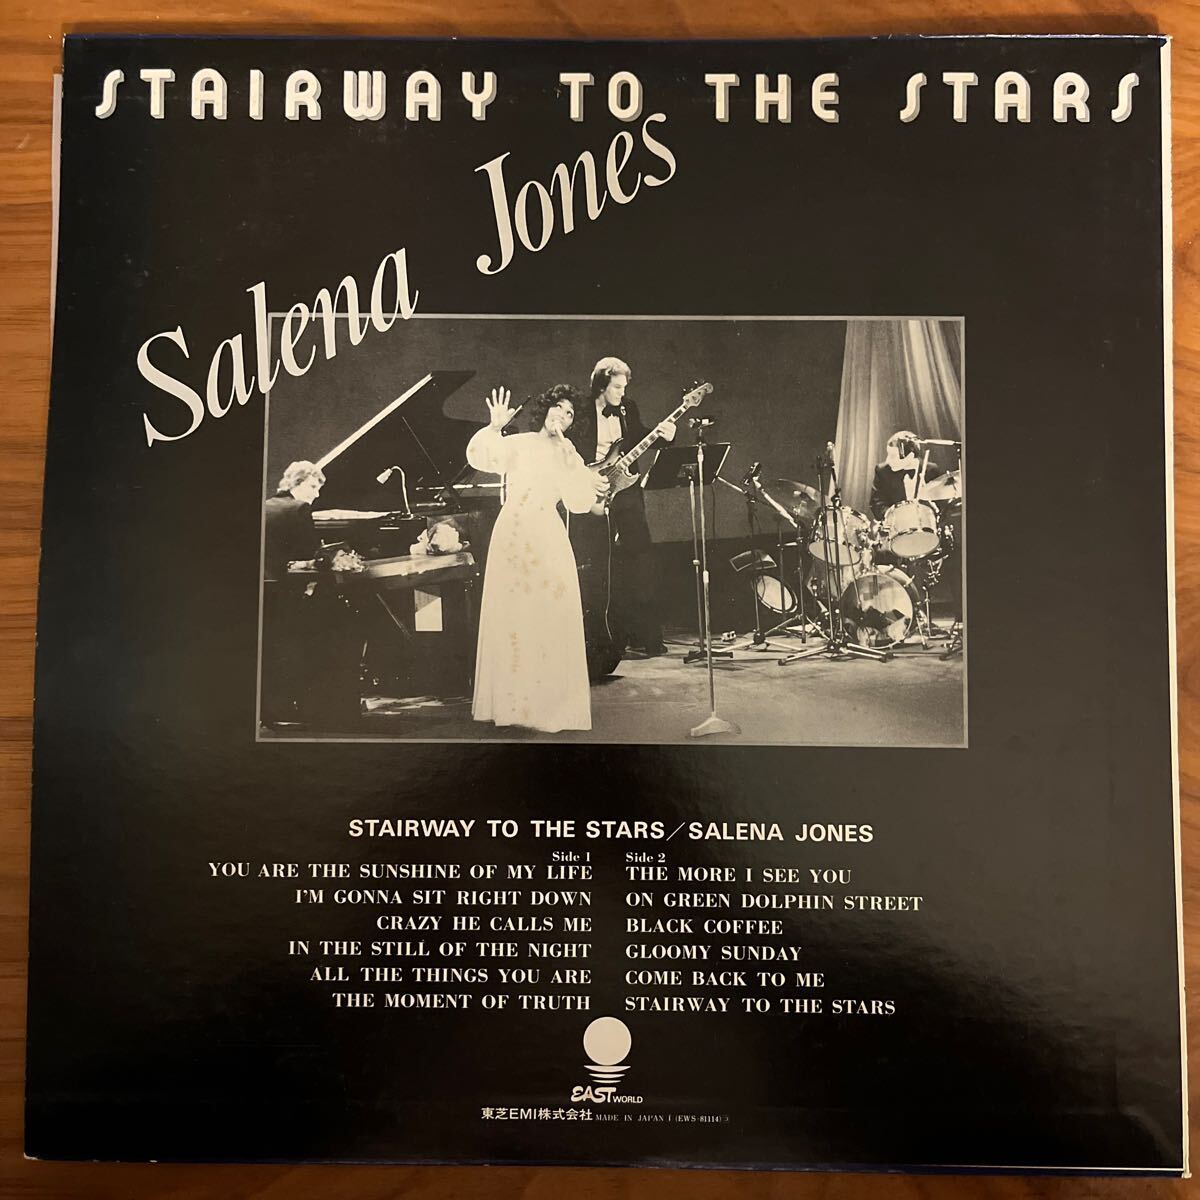 STAIRWAY TO THE STARS
Salena Jones
STAIRWAY TO THE STARS/SALENA JONES
Side 1
YOU ARE THE SUNSHINE OF MY LIFE
I'M GONNA SIT RIGHT DOWN
CRAZY HE CALLS ME
IN THE STILL OF THE NIGHT
ALL THE THINGS YOU ARE
THE MOMENT OF TRUTH
Side 2
THE MORE I SEE YOU
ON GREEN DOLPHIN STREET
BLACK COFFEE
GLOOMY SUNDAY
COME BACK TO ME
STAIRWAY TO THE STARS
EAST WORLD
東芝EMI株式会社 MADE IN JAPAN (EWS-81114)